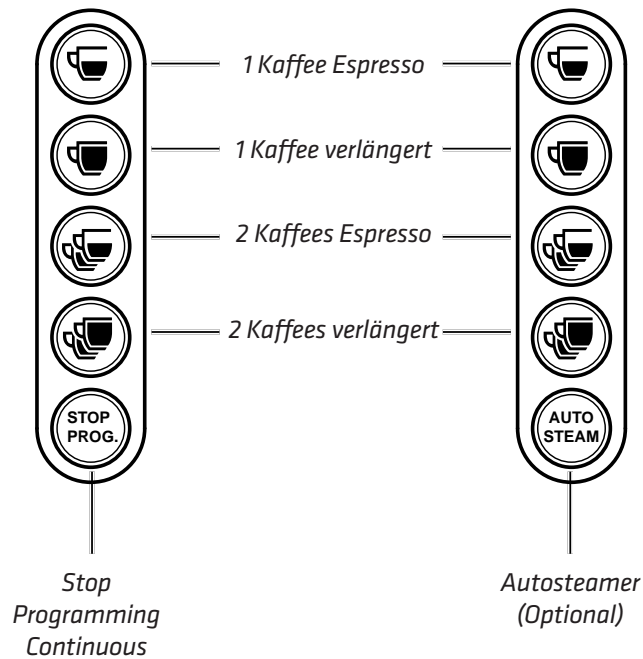 1 Kaffee Espresso
1 Kaffee verlängert
2 Kaffees Espresso
2 Kaffees verlängert
STOP
PROG.
AUTO
STEAM
Stop
Programming
Continuous
Autosteamer
(Optional)